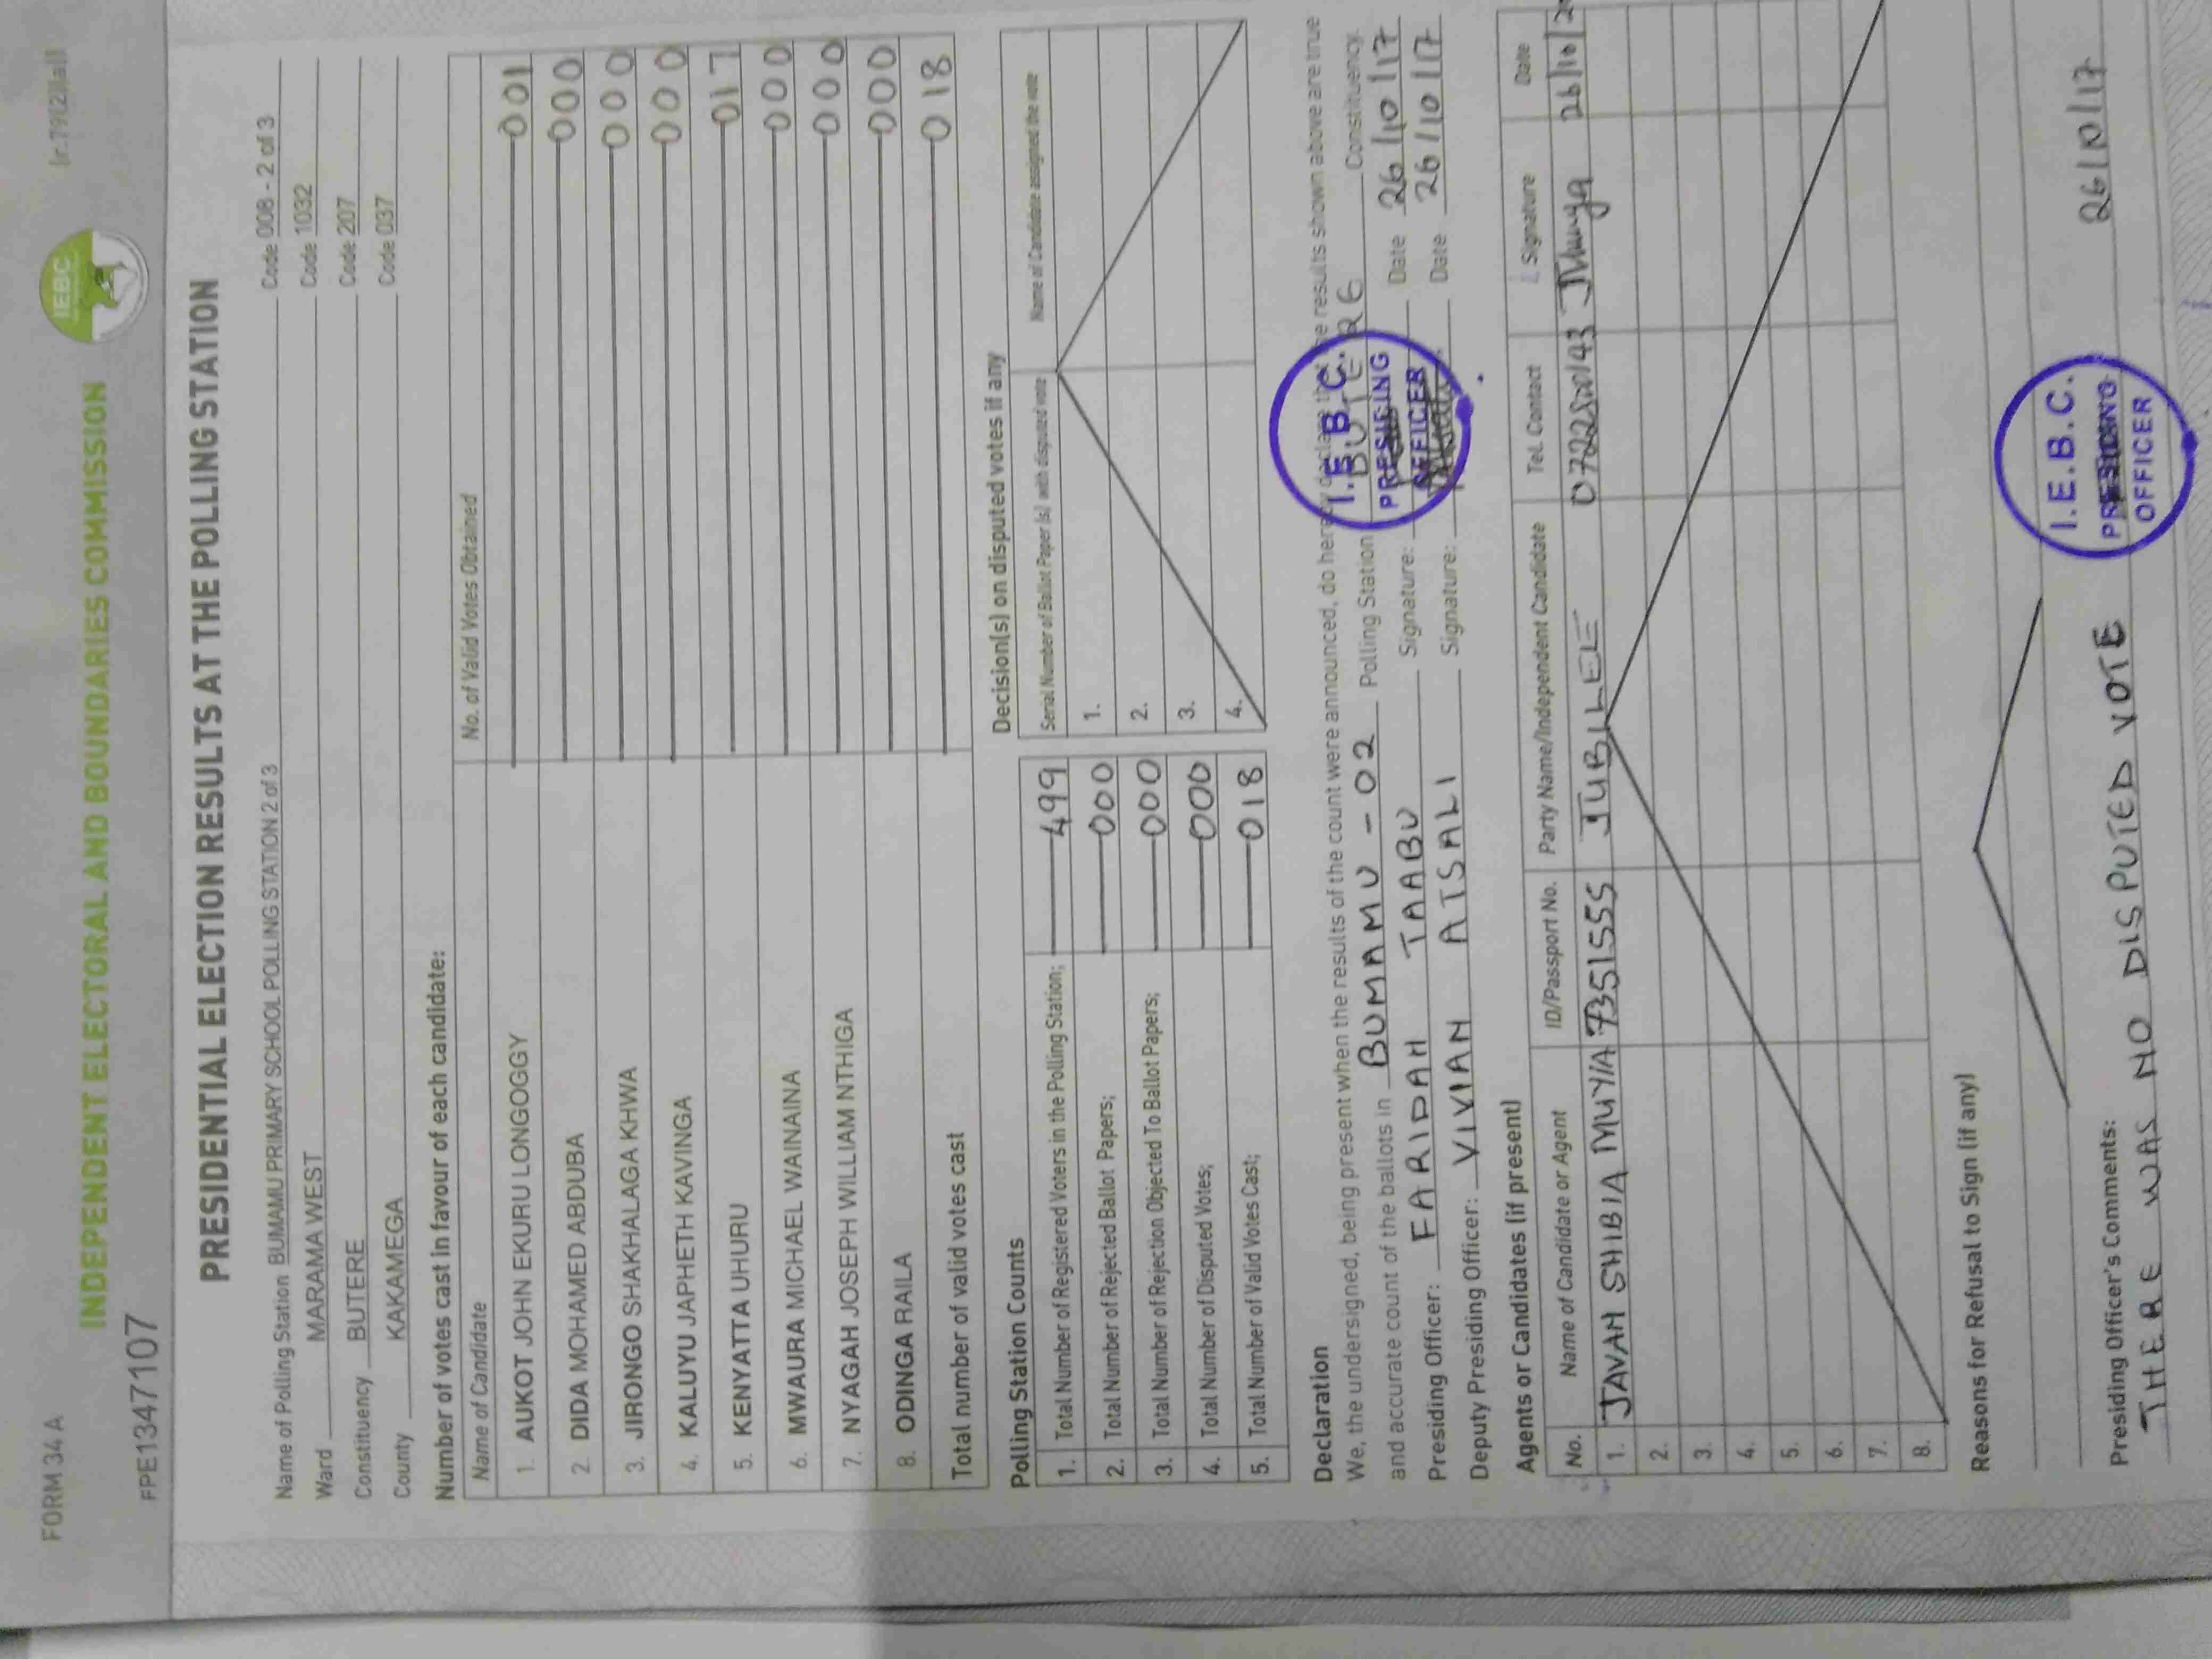 FORM 34 A
[r.79(2)(a)]
INDEPENDENT ELECTORAL AND BOUNDARIES COMMISSION
IEBC
FPE1347107
PRESIDENTIAL ELECTION RESULTS AT THE POLLING STATION
Name of Polling Station BUMAMU PRIMARY SCHOOL POLLING STATION 2 of 3 Code 008 - 2 of 3
Ward MARAMA WEST Code 1032
Constituency BUTERE Code 207
County KAKAMEGA Code 037
Number of votes cast in favour of each candidate:
Name of Candidate No. of Valid Votes Obtained
1. AUKOT JOHN EKURU LONGOGGY 001
2. DIDA MOHAMED ABDUBA 000
3. JIRONGO SHAKHALAGA KHWA 000
4. KALUYU JAPHETH KAVINGA 000
5. KENYATTA UHURU 017
6. MWAURA MICHAEL WAINAINA 000
7. NYAGAH JOSEPH WILLIAM NTHIGA 000
8. ODINGA RAILA 000
Total number of valid votes cast 018
Polling Station Counts
1. Total Number of Registered Voters in the Polling Station; 499
2. Total Number of Rejected Ballot Papers; 000
3. Total Number of Rejection Objected To Ballot Papers; 000
4. Total Number of Disputed Votes; 000
5. Total Number of Valid Votes Cast; 018
Decision(s) on disputed votes if any
Serial Number of Ballot Paper (s) with disputed vote Name of Candidate assigned the vote
1.
2.
3.
4.
Declaration
We, the undersigned, being present when the results of the count were announced, do hereby declare the results shown above are true
and accurate count of the ballots in BUMAMU - 02 Polling Station BUTERE Constituency.
Presiding Officer: FARIDAH TAABU Signature: Date 26/10/17
Deputy Presiding Officer: VIVIAN ATSALI Signature: Date 26/10/17
I.E.B.C.
PRESIDING
OFFICER
Agents or Candidates (if present)
No. Name of Candidate or Agent ID/Passport No. Party Name/Independent Candidate Tel. Contact Signature Date
1. JAVAN SHIBIA MUYIA 7351555 JUBILEE 26/10/2
2.
3.
4.
5.
6.
7.
8.
Reasons for Refusal to Sign (if any)
Presiding Officer's Comments:
THERE WAS NO DISPUTED VOTE 26/10/17
I.E.B.C.
PRESIDING
OFFICER